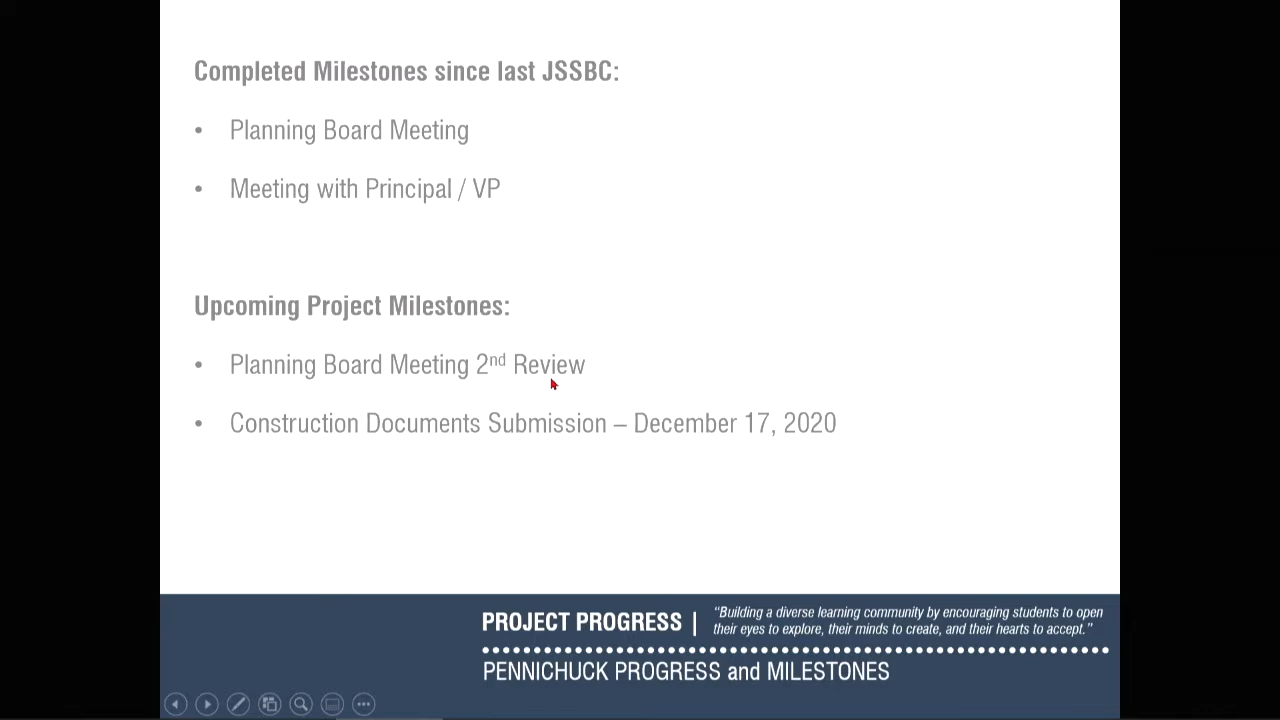 Completed Milestones since last JSSBC:
• Planning Board Meeting
• Meeting with Principal / VP
Upcoming Project Milestones:
• Planning Board Meeting 2nd Review
• Construction Documents Submission – December 17, 2020
PROJECT PROGRESS |
“Building a diverse learning community by encouraging students to open
their eyes to explore, their minds to create, and their hearts to accept.”
PENNICHUCK PROGRESS and MILESTONES